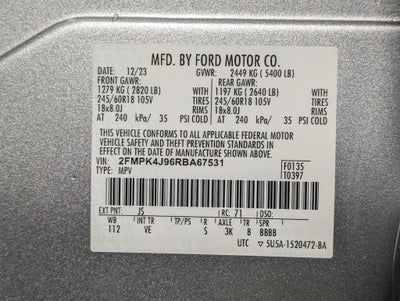 MFD. BY FORD MOTOR CO.
DATE: 12/23 GVWR: 2449 KG ( 5400 LB)
FRONT GAWR: REAR GAWR:
1279 KG ( 2820 LB) WITH 1197 KG ( 2640 LB) WITH
245/60R18 105V TIRES 245/60R18 105V TIRES
18x8.0J RIMS 18x8.0J RIMS
AT 240 kPa/ 35 PSI COLD AT 240 kPa/ 35 PSI COLD
THIS VEHICLE CONFORMS TO ALL APPLICABLE FEDERAL MOTOR
VEHICLE SAFETY AND THEFT PREVENTION STANDARDS IN
EFFECT ON THE DATE OF MANUFACTURE SHOWN ABOVE.
VIN: 2FMPK4J96RBA67531 F0135
TYPE: MPV T0397
EXT PNT: JS RC: 71 DSO:
WB INT TR TP/PS R AXLE TR SPR
112 VE 5 3K 8 BBBB
UTC 5U5A-1520472-BA